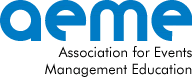 aeme
Association for Events
Management Education